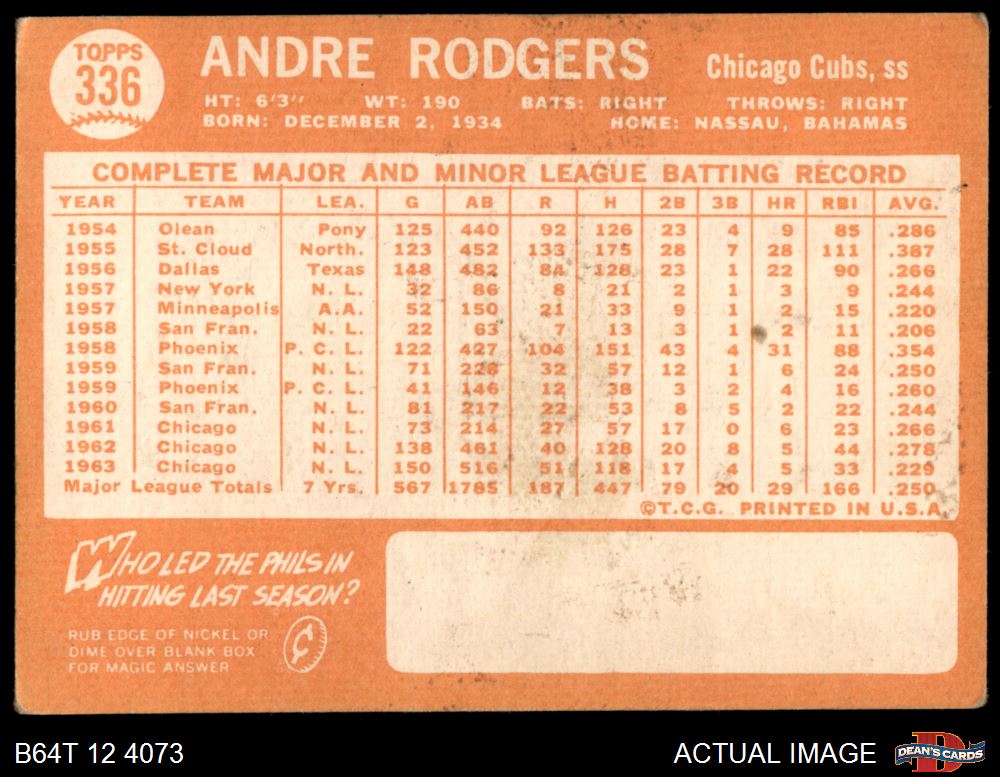 TOPPS
336
ANDRE RODGERS
Chicago Cubs, ss
HT: 6'3" WT: 190 BATS: RIGHT THROWS: RIGHT
BORN: DECEMBER 2, 1934 HOME: NASSAU, BAHAMAS
COMPLETE MAJOR AND MINOR LEAGUE BATTING RECORD
YEAR TEAM LEA. G AB R H 2B 3B HR RBI AVG.
1954 Olean Pony 125 440 92 126 23 4 9 85 .286
1955 St. Cloud North. 123 452 133 175 28 7 28 111 .387
1956 Dallas Texas 148 482 84 128 23 1 22 90 .266
1957 New York N. L. 32 86 8 21 2 1 3 9 .244
1957 Minneapolis A.A. 52 150 21 33 9 1 2 15 .220
1958 San Fran. N. L. 22 63 7 13 3 1 2 11 .206
1958 Phoenix P. C. L. 122 427 104 151 43 4 31 88 .354
1959 San Fran. N. L. 71 228 32 57 12 1 6 24 .250
1959 Phoenix P. C. L. 41 146 12 38 3 2 4 16 .260
1960 San Fran. N. L. 81 217 22 53 8 5 2 22 .244
1961 Chicago N. L. 73 214 27 57 17 0 6 23 .266
1962 Chicago N. L. 138 461 40 128 20 8 5 44 .278
1963 Chicago N. L. 150 516 51 118 17 4 5 33 .229
Major League Totals 7 Yrs. 567 1785 187 447 79 20 29 166 .250
©T.C.G. PRINTED IN U.S.A.
WHO LED THE PHILS IN
HITTING LAST SEASON?
RUB EDGE OF NICKEL OR
DIME OVER BLANK BOX
FOR MAGIC ANSWER
¢
B64T 12 4073
ACTUAL IMAGE
DEAN'S CARDS